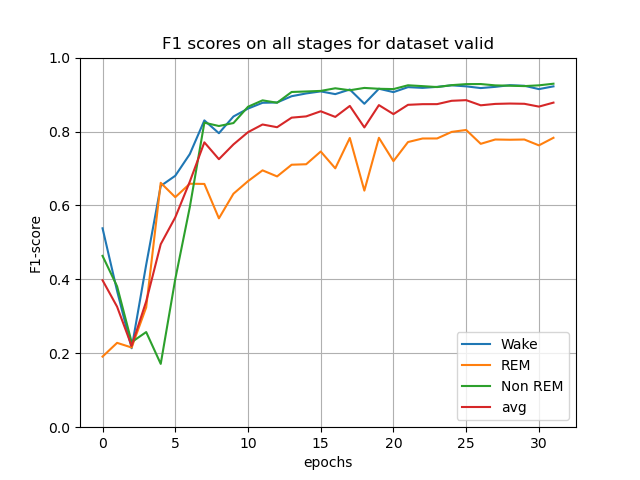 F1 scores on all stages for dataset valid
1.0
0.8
0.6
0.4
0.2
0.0
F1-score
0 5 10 15 20 25 30
epochs
Wake
REM
Non REM
avg